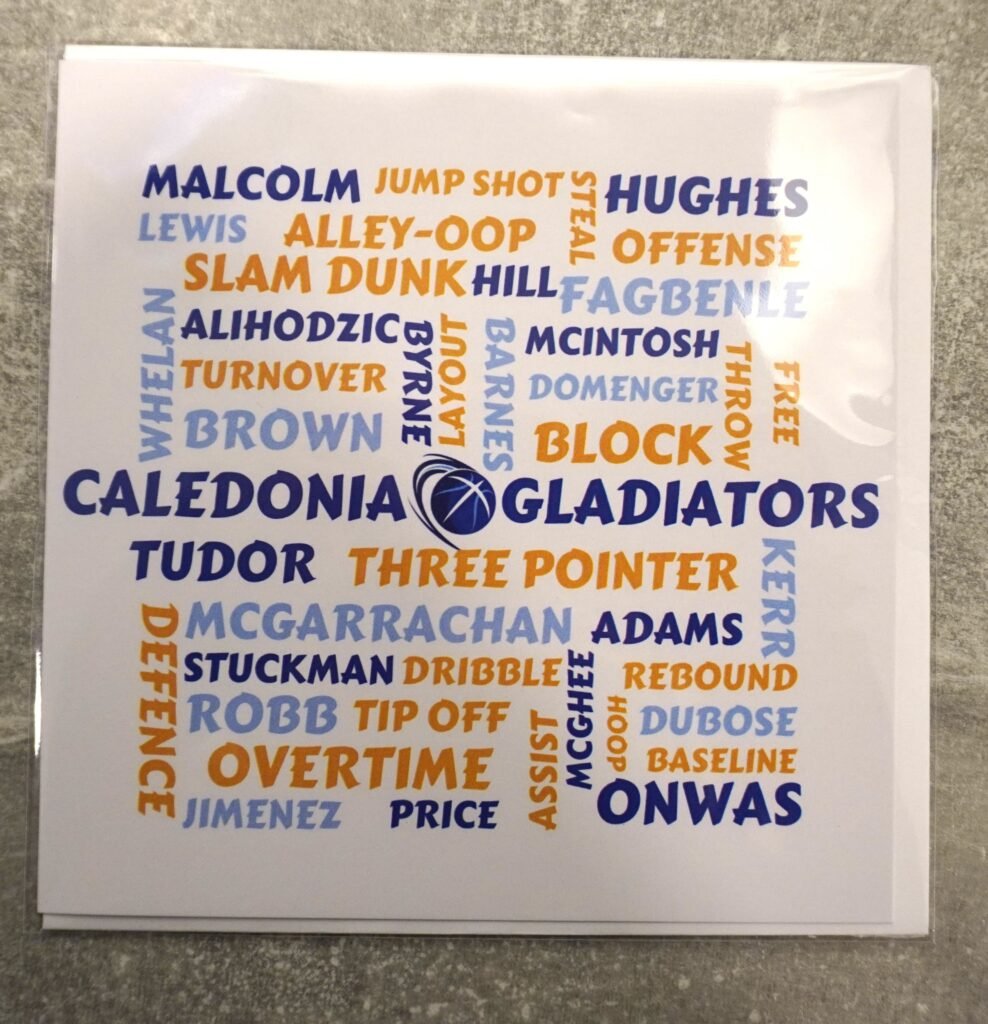 MALCOLM JUMP SHOT STEAL HUGHES
LEWIS ALLEY-OOP OFFENSE
SLAM DUNK HILL FAGBENLE
WHELAN
ALIHODZIC BYRNE LAYOUT BARNES MCINTOSH THROW FREE
TURNOVER DOMENGER
BROWN BLOCK
CALEDONIA GLADIATORS
TUDOR THREE POINTER KERR
DEFENCE
MCGARRACHAN ADAMS
STUCKMAN DRIBBLE MCGHEE REBOUND
ROBB TIP OFF ASSIST HOOP DUBOSE
OVERTIME BASELINE
JIMENEZ PRICE ONWAS